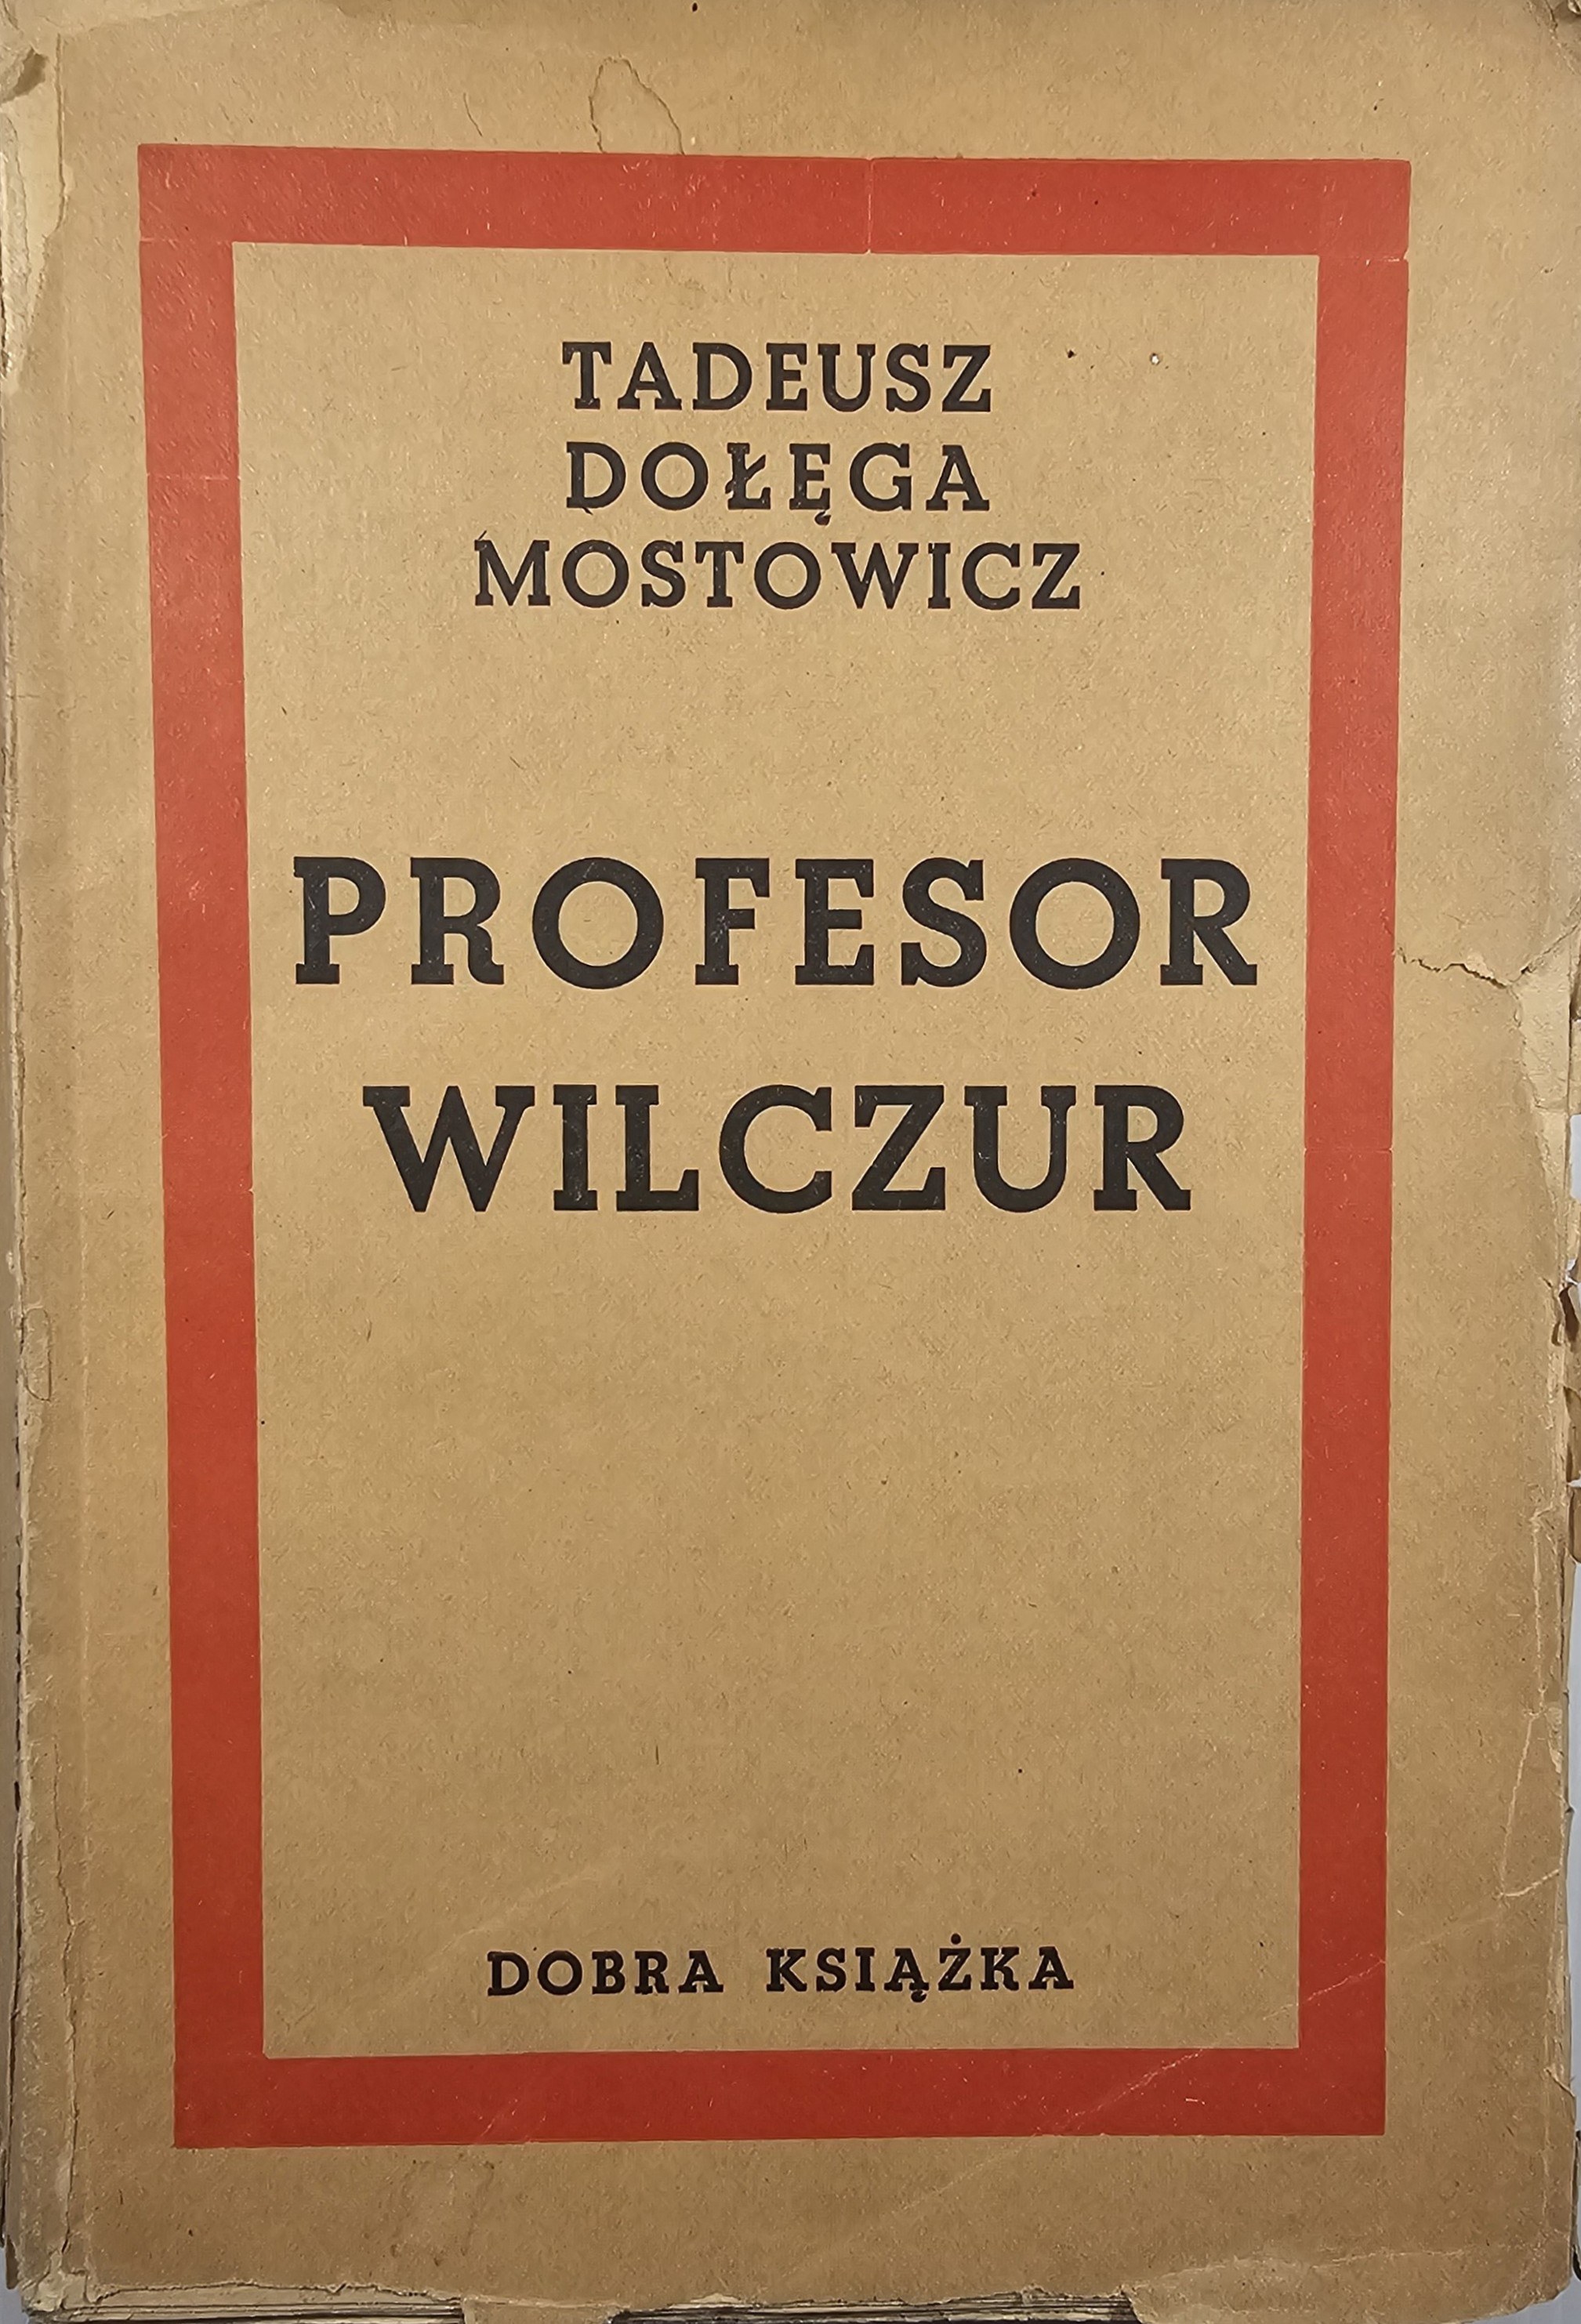 TADEUSZ
DOŁĘGA
MOSTOWICZ
PROFESOR
WILCZUR
DOBRA KSIĄŻKA